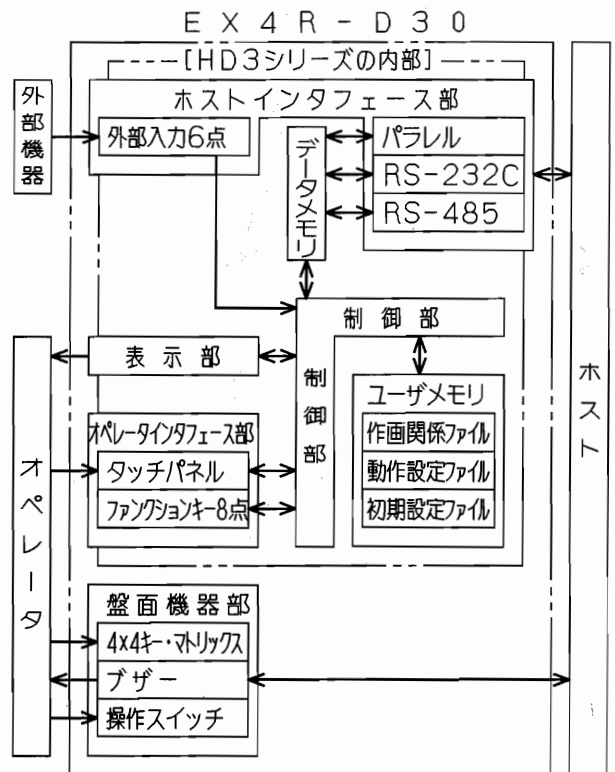 EX4R-D30
[HD3シリーズの内部]
外部機器
ホストインタフェース部
外部入力6点
データメモリ
パラレル
RS-232C
RS-485
制御部
制御部
表示部
ユーザメモリ
作画関係ファイル
動作設定ファイル
初期設定ファイル
オペレータインタフェース部
タッチパネル
ファンクションキー8点
オペレータ
ホスト
盤面機器部
4x4キー・マトリックス
ブザー
操作スイッチ